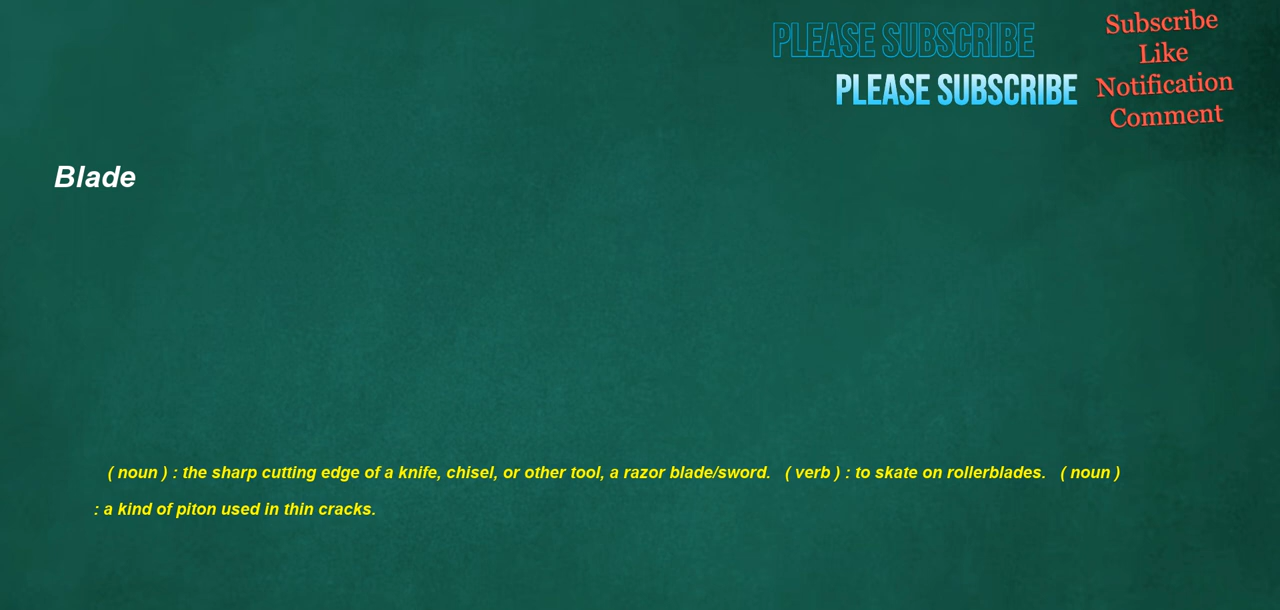 PLEASE SUBSCRIBE
PLEASE SUBSCRIBE
Subscribe
Like
Notification
Comment
Blade
( noun ) : the sharp cutting edge of a knife, chisel, or other tool, a razor blade/sword. ( verb ) : to skate on rollerblades. ( noun )
: a kind of piton used in thin cracks.